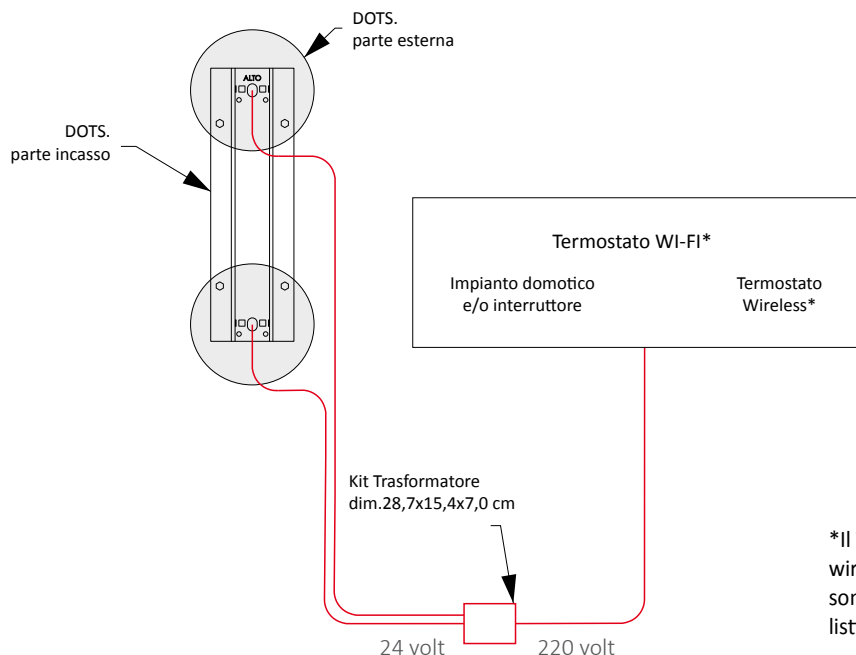 DOTS.
parte esterna
ALTO
DOTS.
parte incasso
Termostato WI-FI*
Impianto domotico
e/o interruttore
Termostato
Wireless*
Kit Trasformatore
dim.28,7x15,4x7,0 cm
*Il
24 volt
220 volt